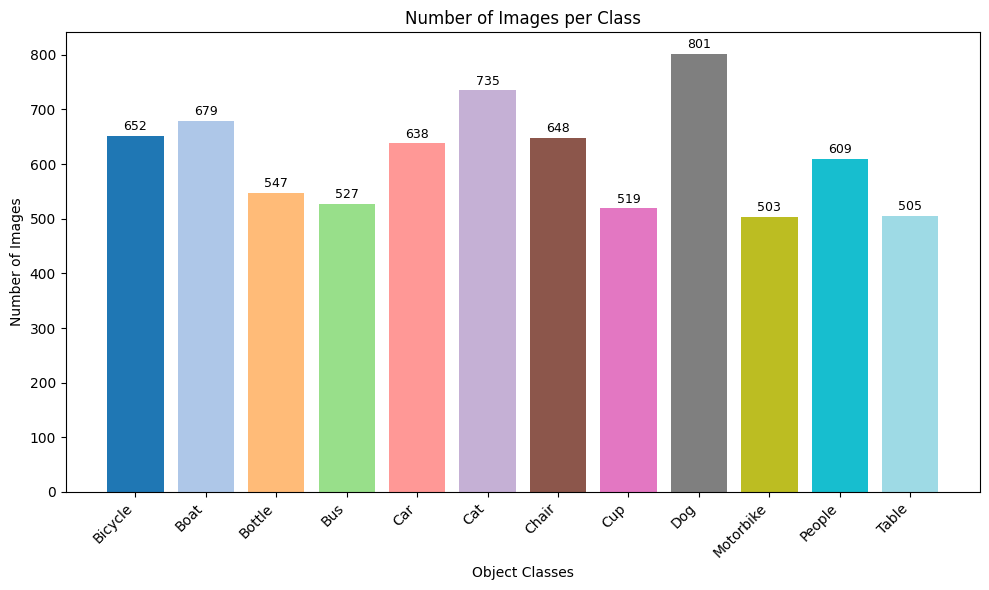 Number of Images per Class
Number of Images
800
700
600
500
400
300
200
100
0
652
679
547
527
638
735
648
519
801
503
609
505
Bicycle
Boat
Bottle
Bus
Car
Cat
Chair
Cup
Dog
Motorbike
People
Table
Object Classes